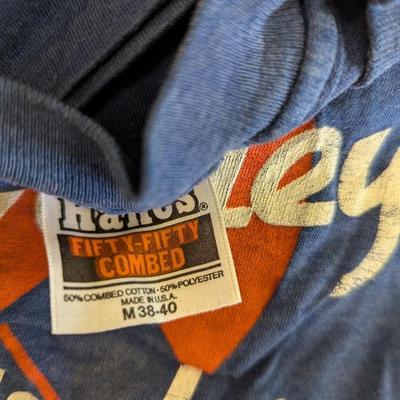 Hanes®
FIFTY-FIFTY
COMBED
50% COMBED COTTON - 50% POLYESTER
MADE IN U.S.A.
M 38-40
ley